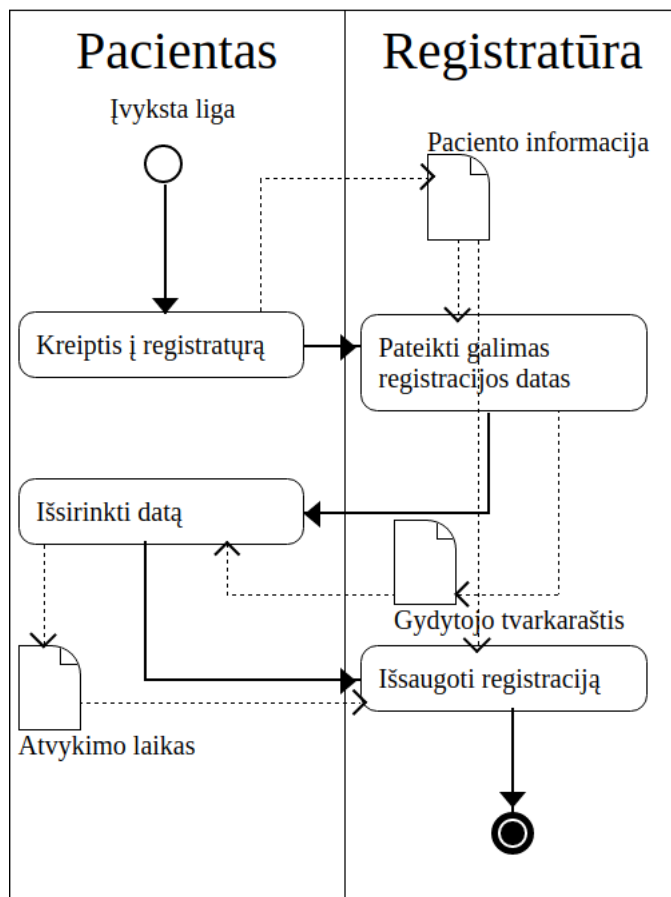 Pacientas
Registratūra
Įvyksta liga
Paciento informacija
Kreiptis į registratųrą
Pateikti galimas
registracijos datas
Išsirinkti datą
Gydytojo tvarkaraštis
Išsaugoti registraciją
Atvykimo laikas